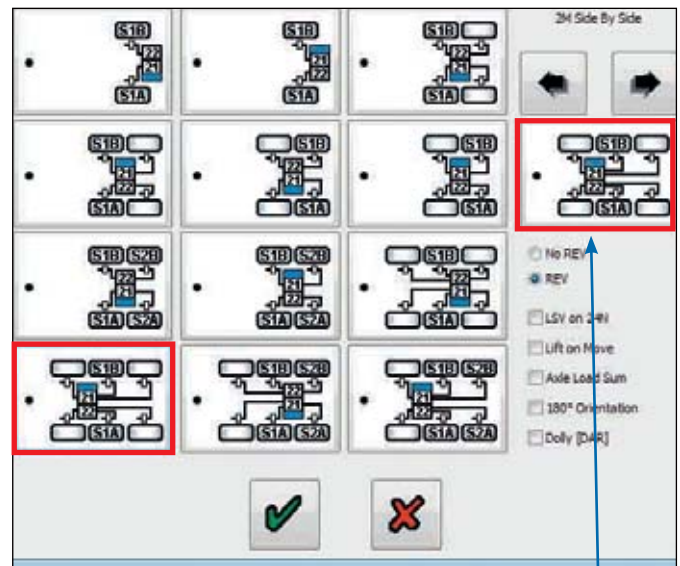 2M Side By Side
S1B
22
21
S1A
S1B
21
22
S1A
S1B
22
21
S1A
S1B
21
22
S1A
S1B
22
21
S1A
S1B
21
22
S1A
S1B
21
22
S1A
S1B S2B
22
21
S1A S2A
S1B S2B
21
22
S1A S2A
S1B
22
21
S1A
S1B
21
22
S1A
S1B S2B
22
21
S1A S2A
S1B S2B
21
22
S1A S2A
No REV
REV
LSV on 24N
Lift on Move
Axle Load Sum
180° Orientation
Dolly [DAR]